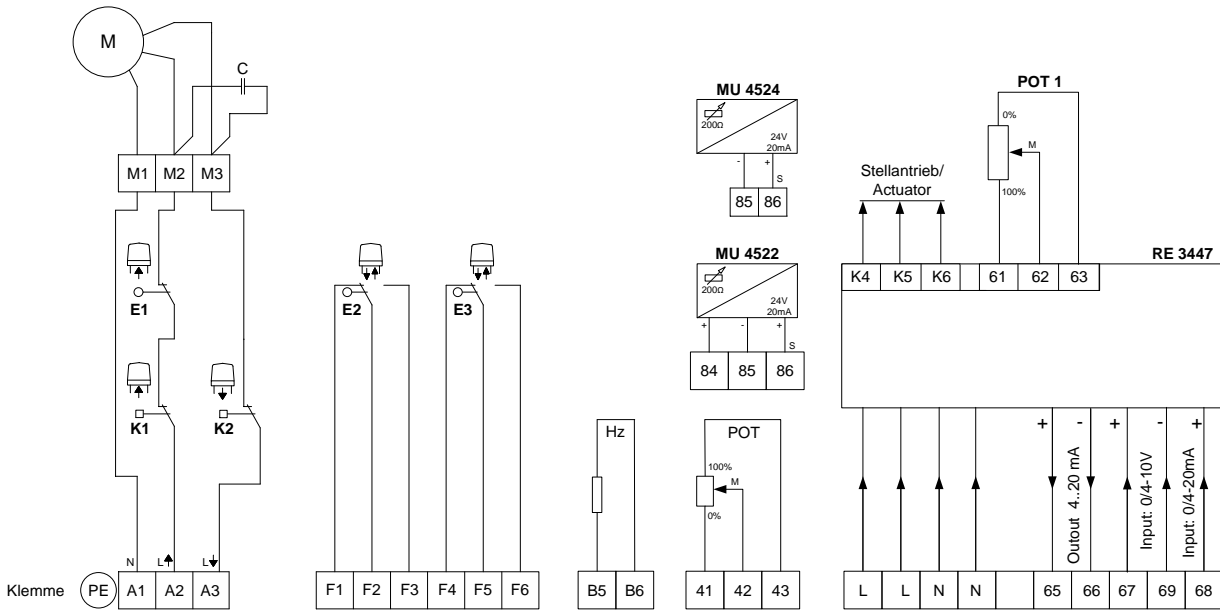 M
C
M1 M2 M3
E1
K1 K2
N L L
Klemme PE A1 A2 A3
E2 E3
F1 F2 F3 F4 F5 F6
Hz
B5 B6
MU 4524
200Ω
24V
20mA
- +
S
85 86
MU 4522
200Ω
24V
20mA
+ - +
S
84 85 86
POT
100%
M
0%
41 42 43
POT 1
0%
M
100%
Stellantrieb/
Actuator
RE 3447
K4 K5 K6 61 62 63
+ - + - +
Outout 4..20 mA
Input: 0/4-10V
Input: 0/4-20mA
L L N N 65 66 67 69 68